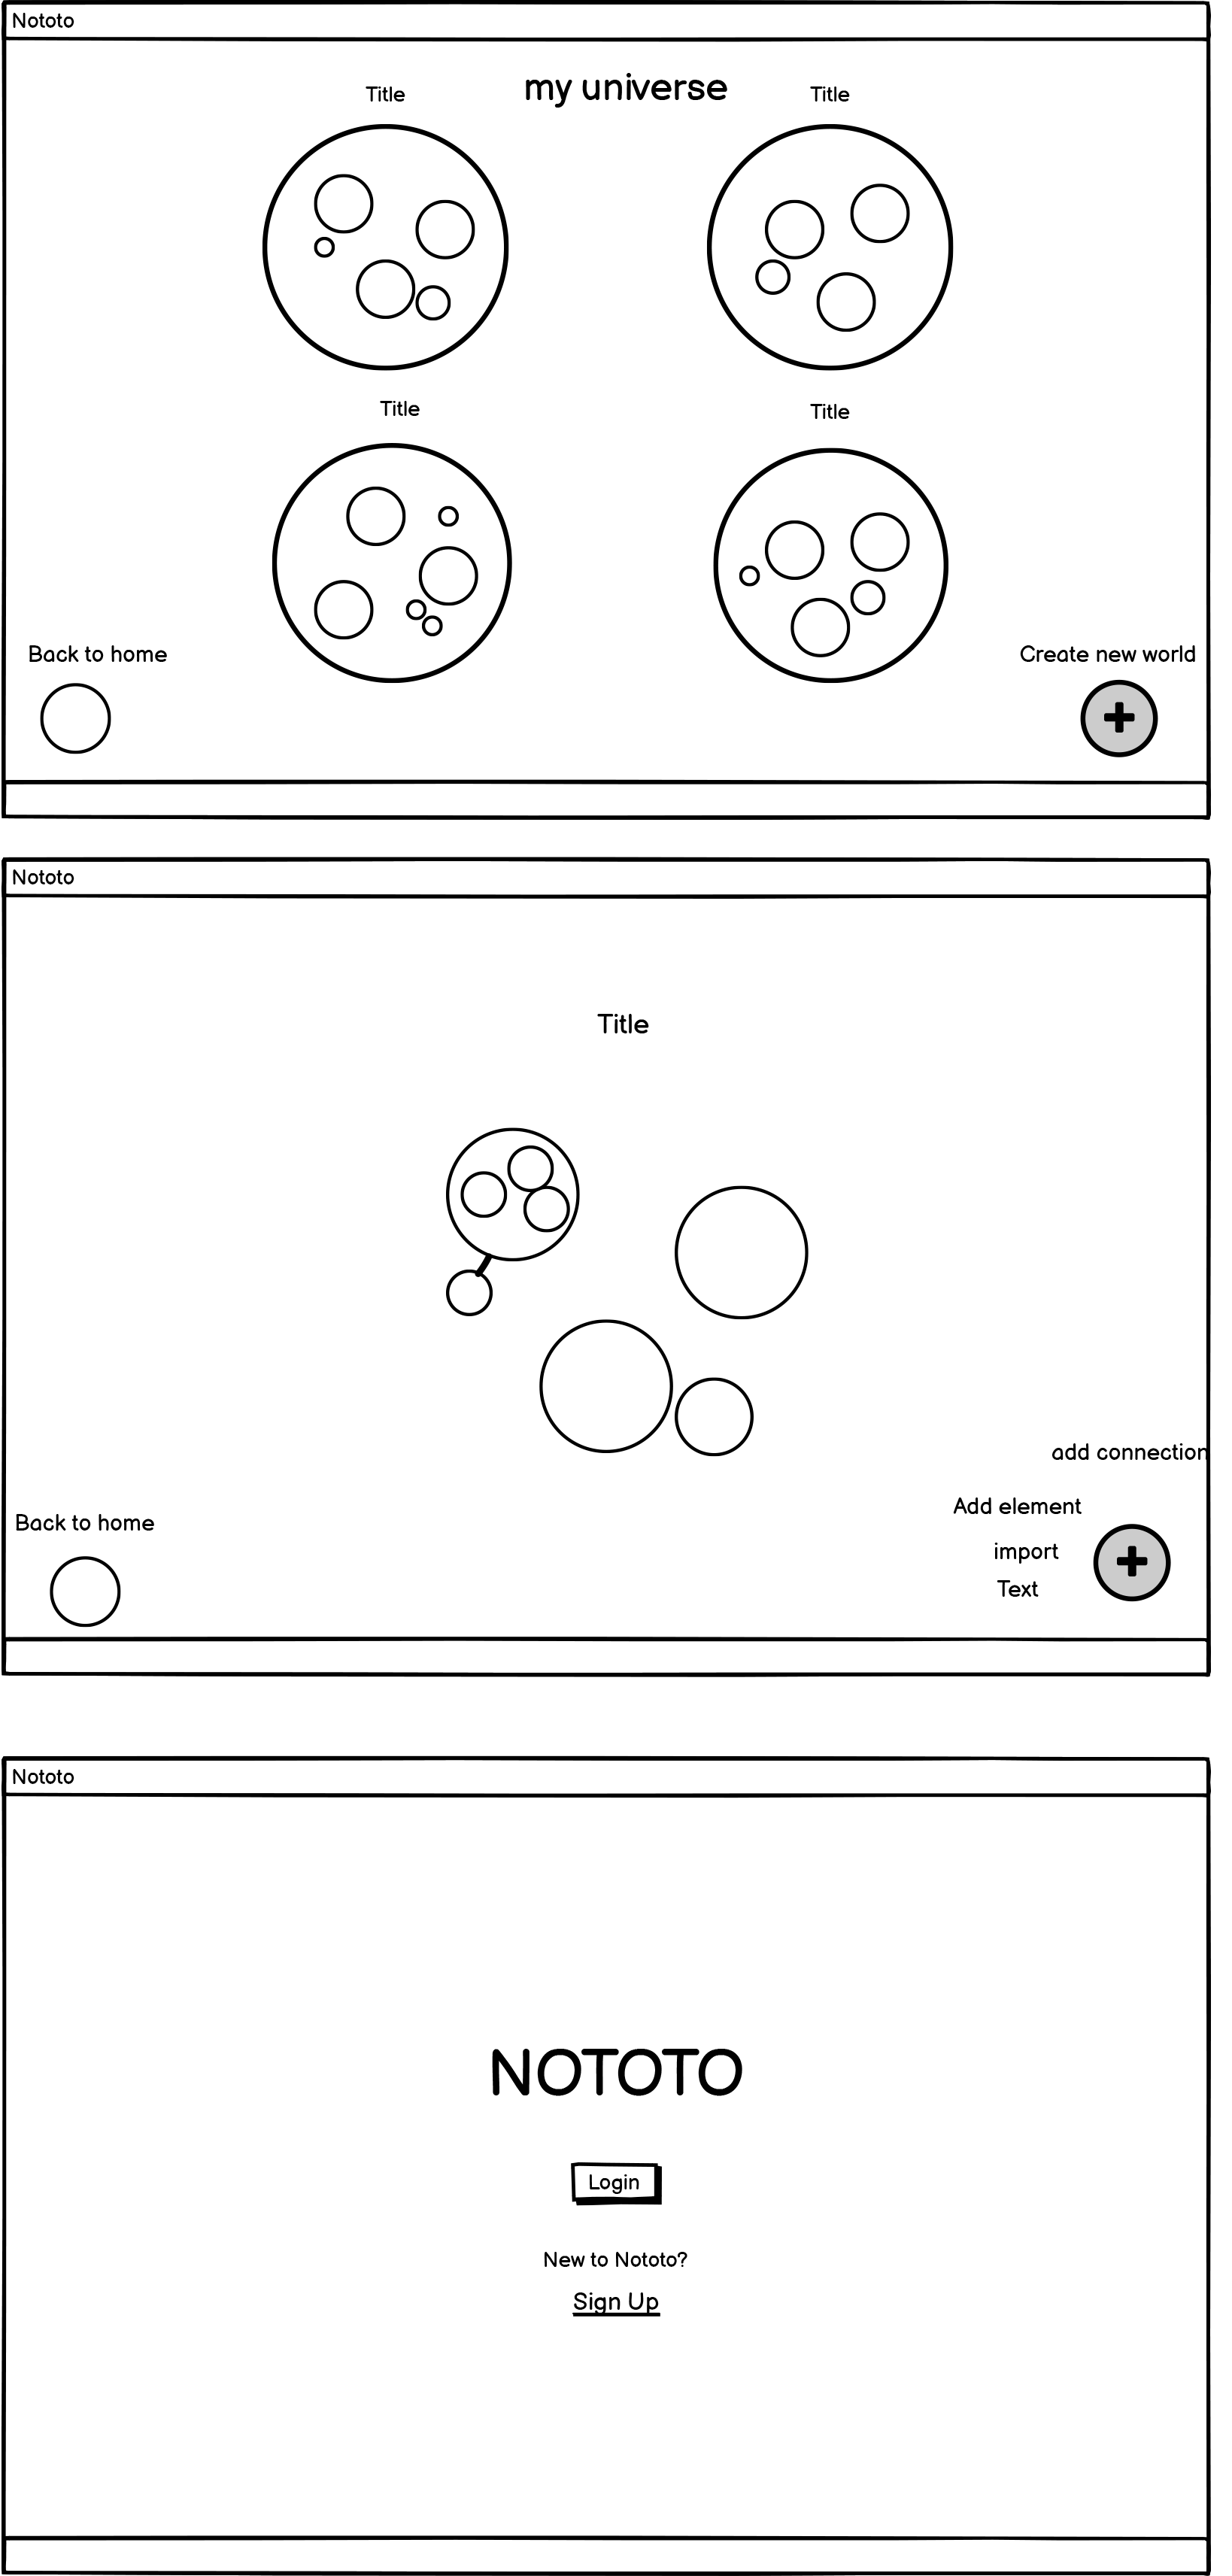 Nototo
my universe
Title
Title
Title
Title
Back to home
Create new world
Nototo
Title
add connection
Add element
import
Text
Back to home
Nototo
NOTOTO
Login
New to Nototo?
Sign Up